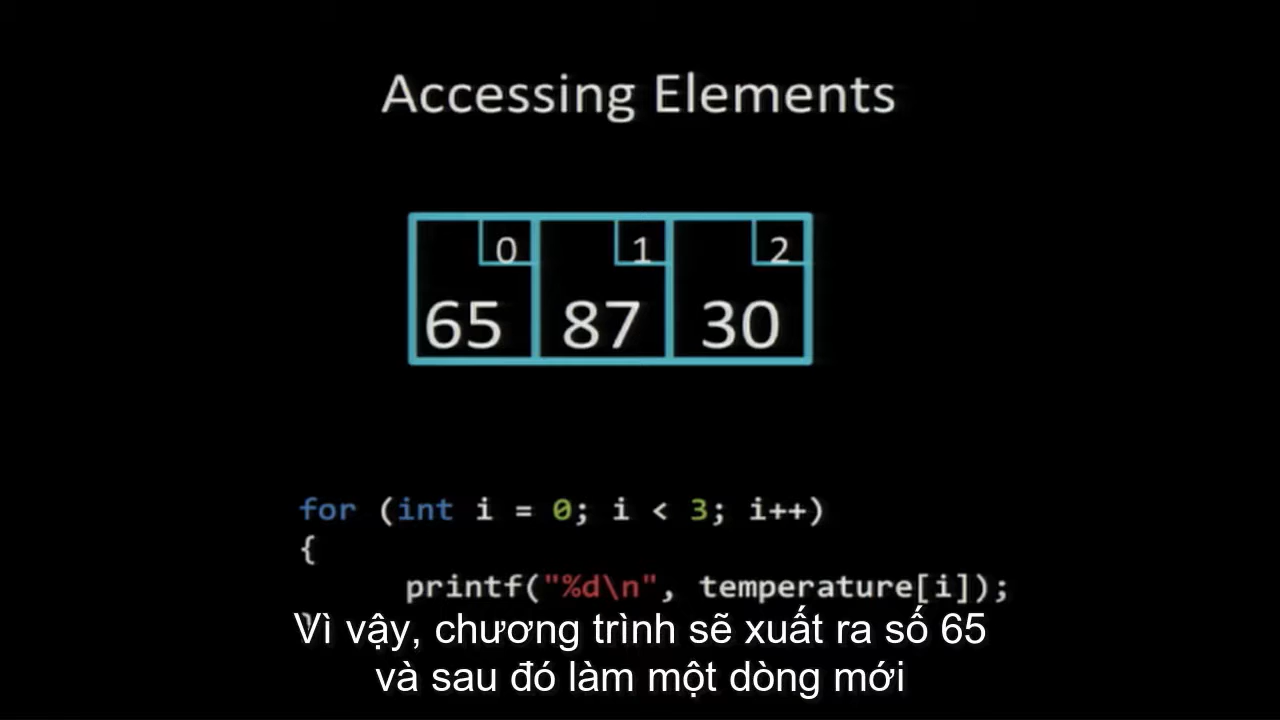 Accessing Elements
0 1 2
65 87 30
for (int i = 0; i < 3; i++)
{
printf("%d\n", temperature[i]);
Vì vậy, chương trình sẽ xuất ra số 65
và sau đó làm một dòng mới